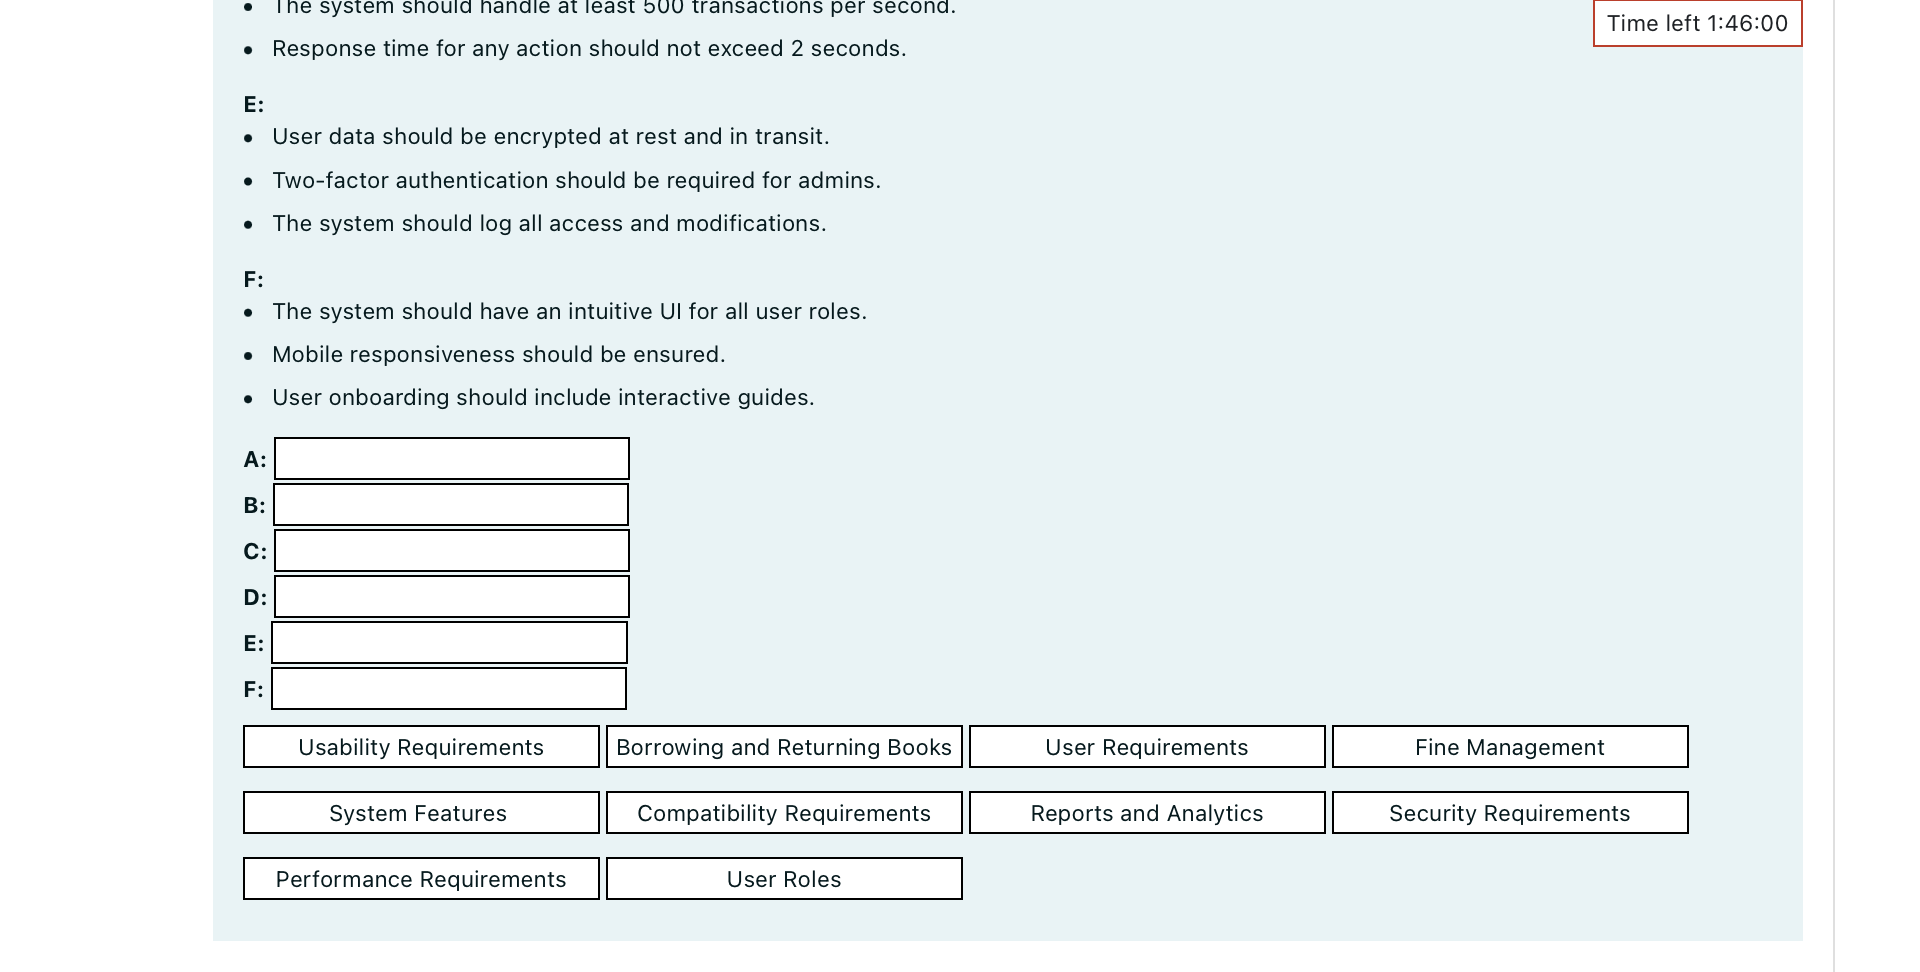 The system should handle at least 500 transactions per second.
Time left 1:46:00
Response time for any action should not exceed 2 seconds.
E:
User data should be encrypted at rest and in transit.
Two-factor authentication should be required for admins.
The system should log all access and modifications.
F:
The system should have an intuitive UI for all user roles.
Mobile responsiveness should be ensured.
User onboarding should include interactive guides.
A:
B:
C:
D:
E:
F:
Usability Requirements Borrowing and Returning Books User Requirements Fine Management
System Features Compatibility Requirements Reports and Analytics Security Requirements
Performance Requirements User Roles